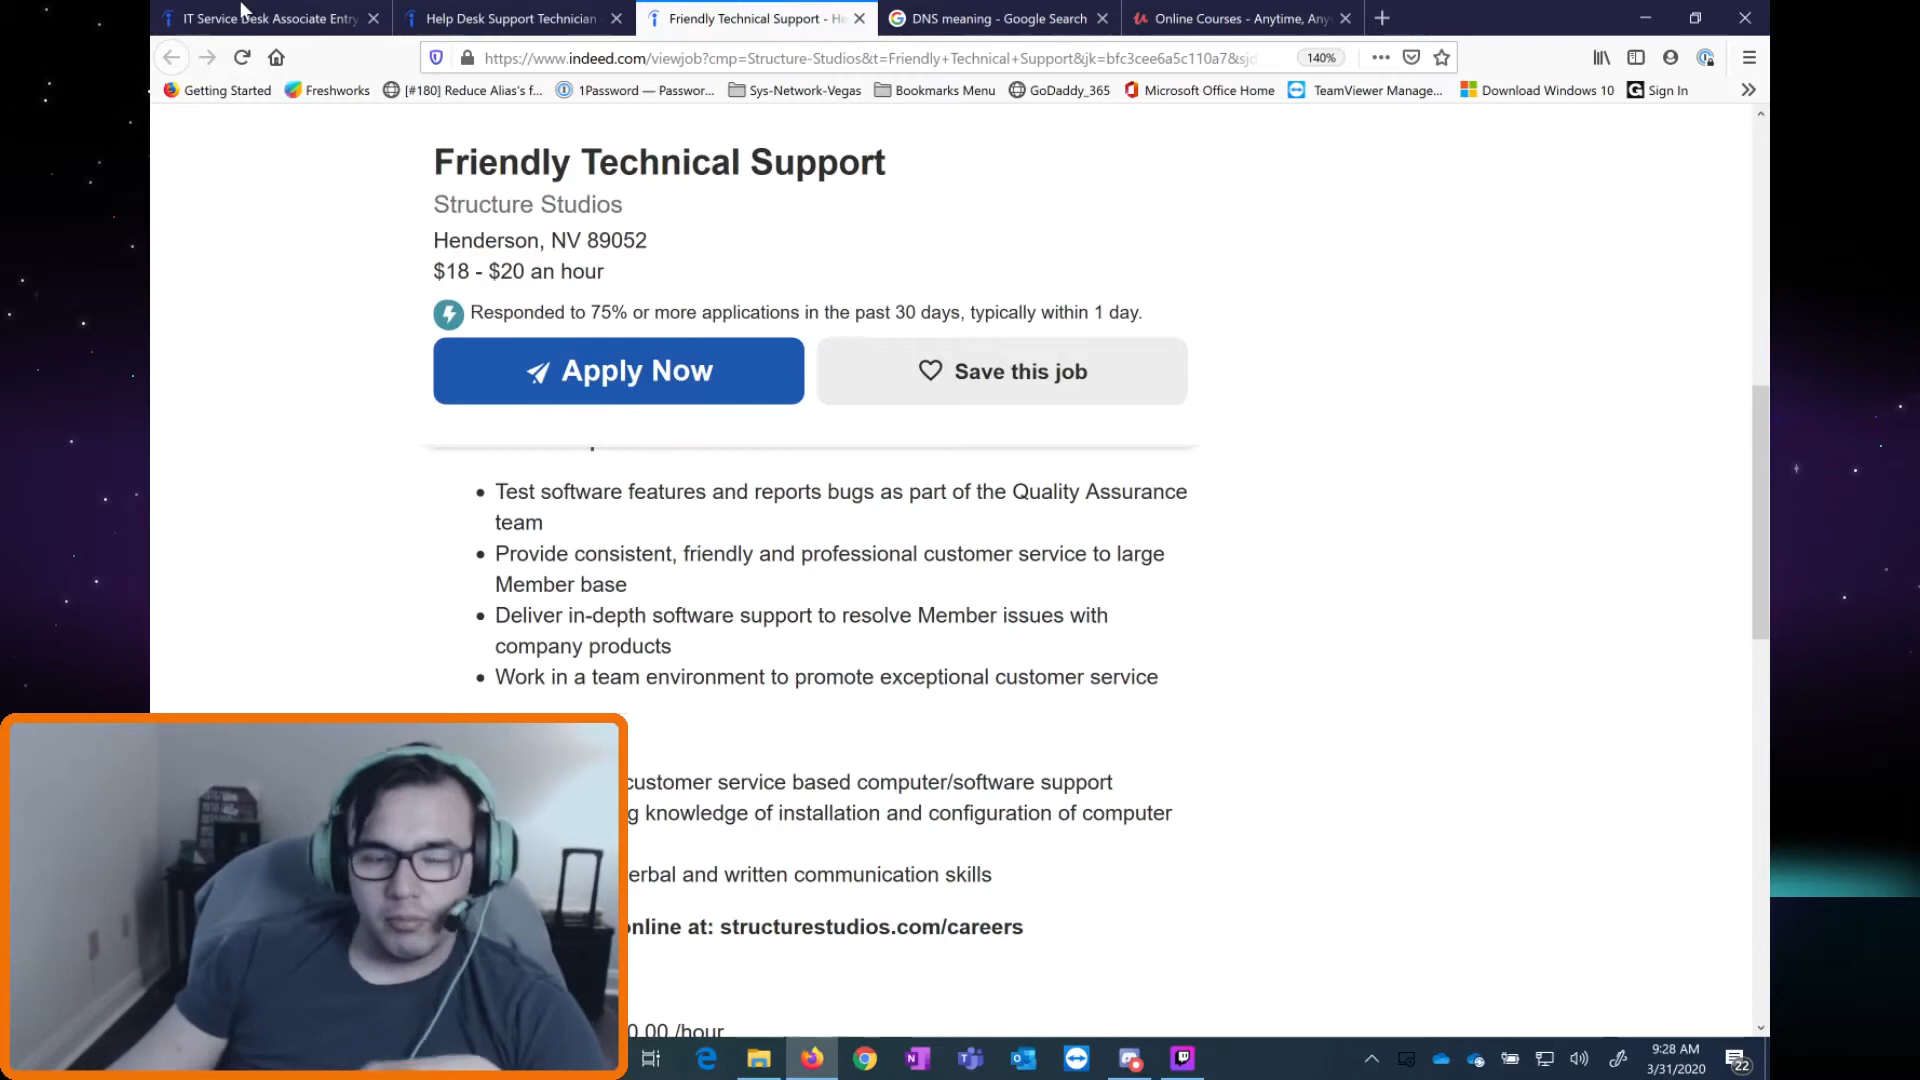 IT Service Desk Associate Entry
Help Desk Support Technician
Friendly Technical Support - He
DNS meaning - Google Search
Online Courses - Anytime, Any
https://www.indeed.com/viewjob?cmp=Structure-Studios&t=Friendly+Technical+Support&jk=bfc3cee6a5c110a7&sjd
140%
Getting Started
Freshworks
[#180] Reduce Alias's f...
1Password — Passwor...
Sys-Network-Vegas
Bookmarks Menu
GoDaddy_365
Microsoft Office Home
TeamViewer Manage...
Download Windows 10
Sign In
Friendly Technical Support
Structure Studios
Henderson, NV 89052
$18 - $20 an hour
Responded to 75% or more applications in the past 30 days, typically within 1 day.
Apply Now
Save this job
Test software features and reports bugs as part of the Quality Assurance
team
Provide consistent, friendly and professional customer service to large
Member base
Deliver in-depth software support to resolve Member issues with
company products
Work in a team environment to promote exceptional customer service
customer service based computer/software support
g knowledge of installation and configuration of computer
erbal and written communication skills
nline at: structurestudios.com/careers
0.00 /hour
9:28 AM
3/31/2020
22